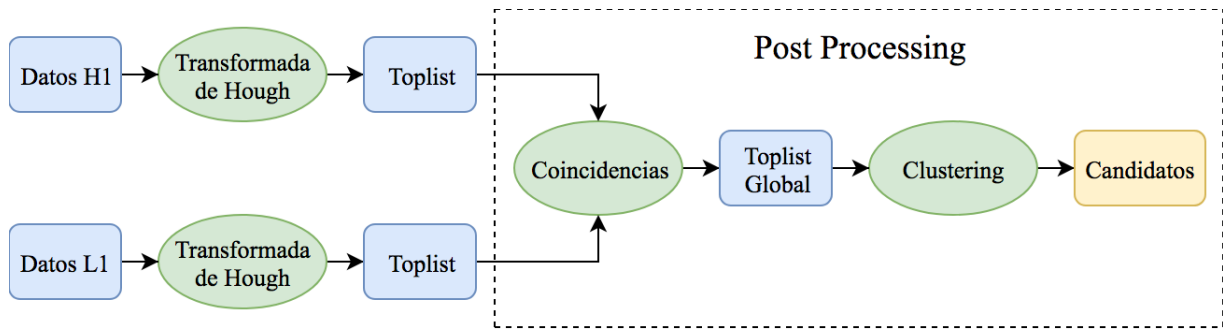 Post Processing
Datos H1
Transformada
de Hough
Toplist
Coincidencias
Toplist
Global
Clustering
Candidatos
Datos L1
Transformada
de Hough
Toplist